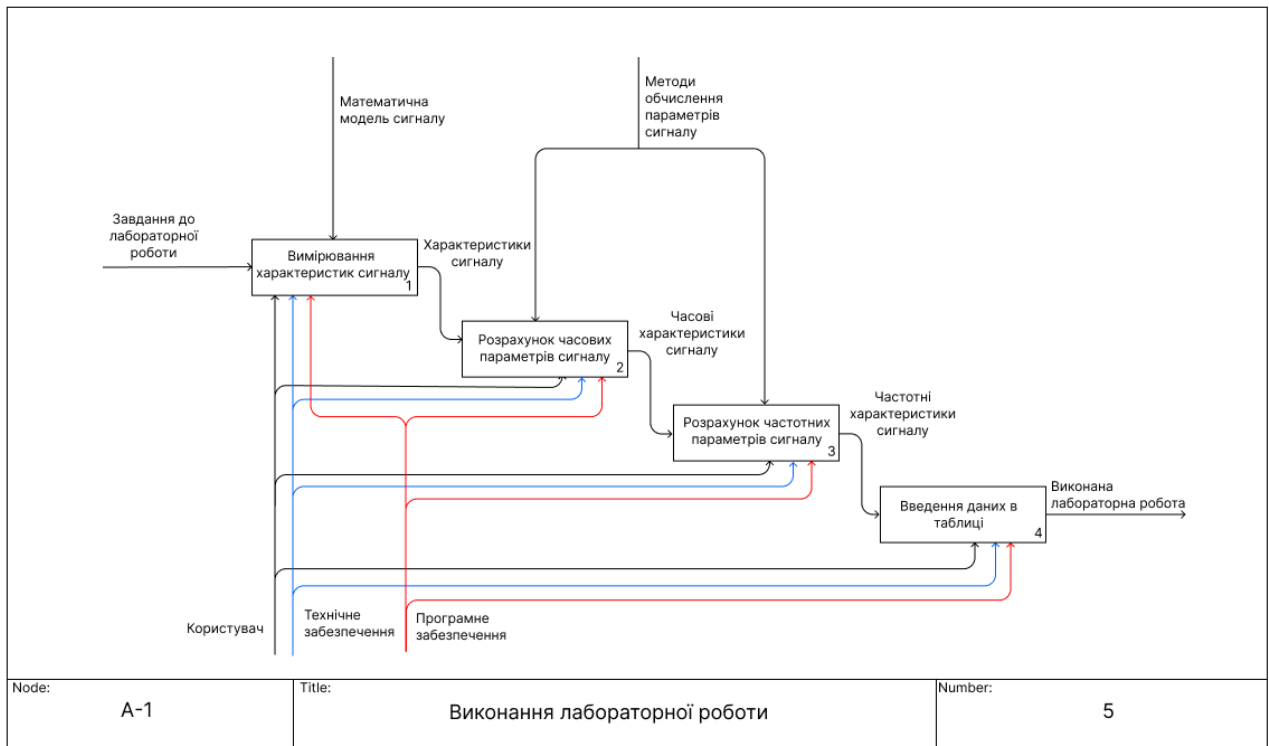 Математична
модель сигналу
Методи
обчислення
параметрів
сигналу
Завдання до
лабораторної
роботи
Вимірювання
характеристик сигналу
1
Характеристики
сигналу
Розрахунок часових
параметрів сигналу
2
Часові
характеристики
сигналу
Розрахунок частотних
параметрів сигналу
3
Частотні
характеристики
сигналу
Введення даних в
таблиці
4
Виконана
лабораторна робота
Користувач
Технічне
забезпечення
Програмне
забезпечення
Node:
А-1
Title:
Виконання лабораторної роботи
Number:
5